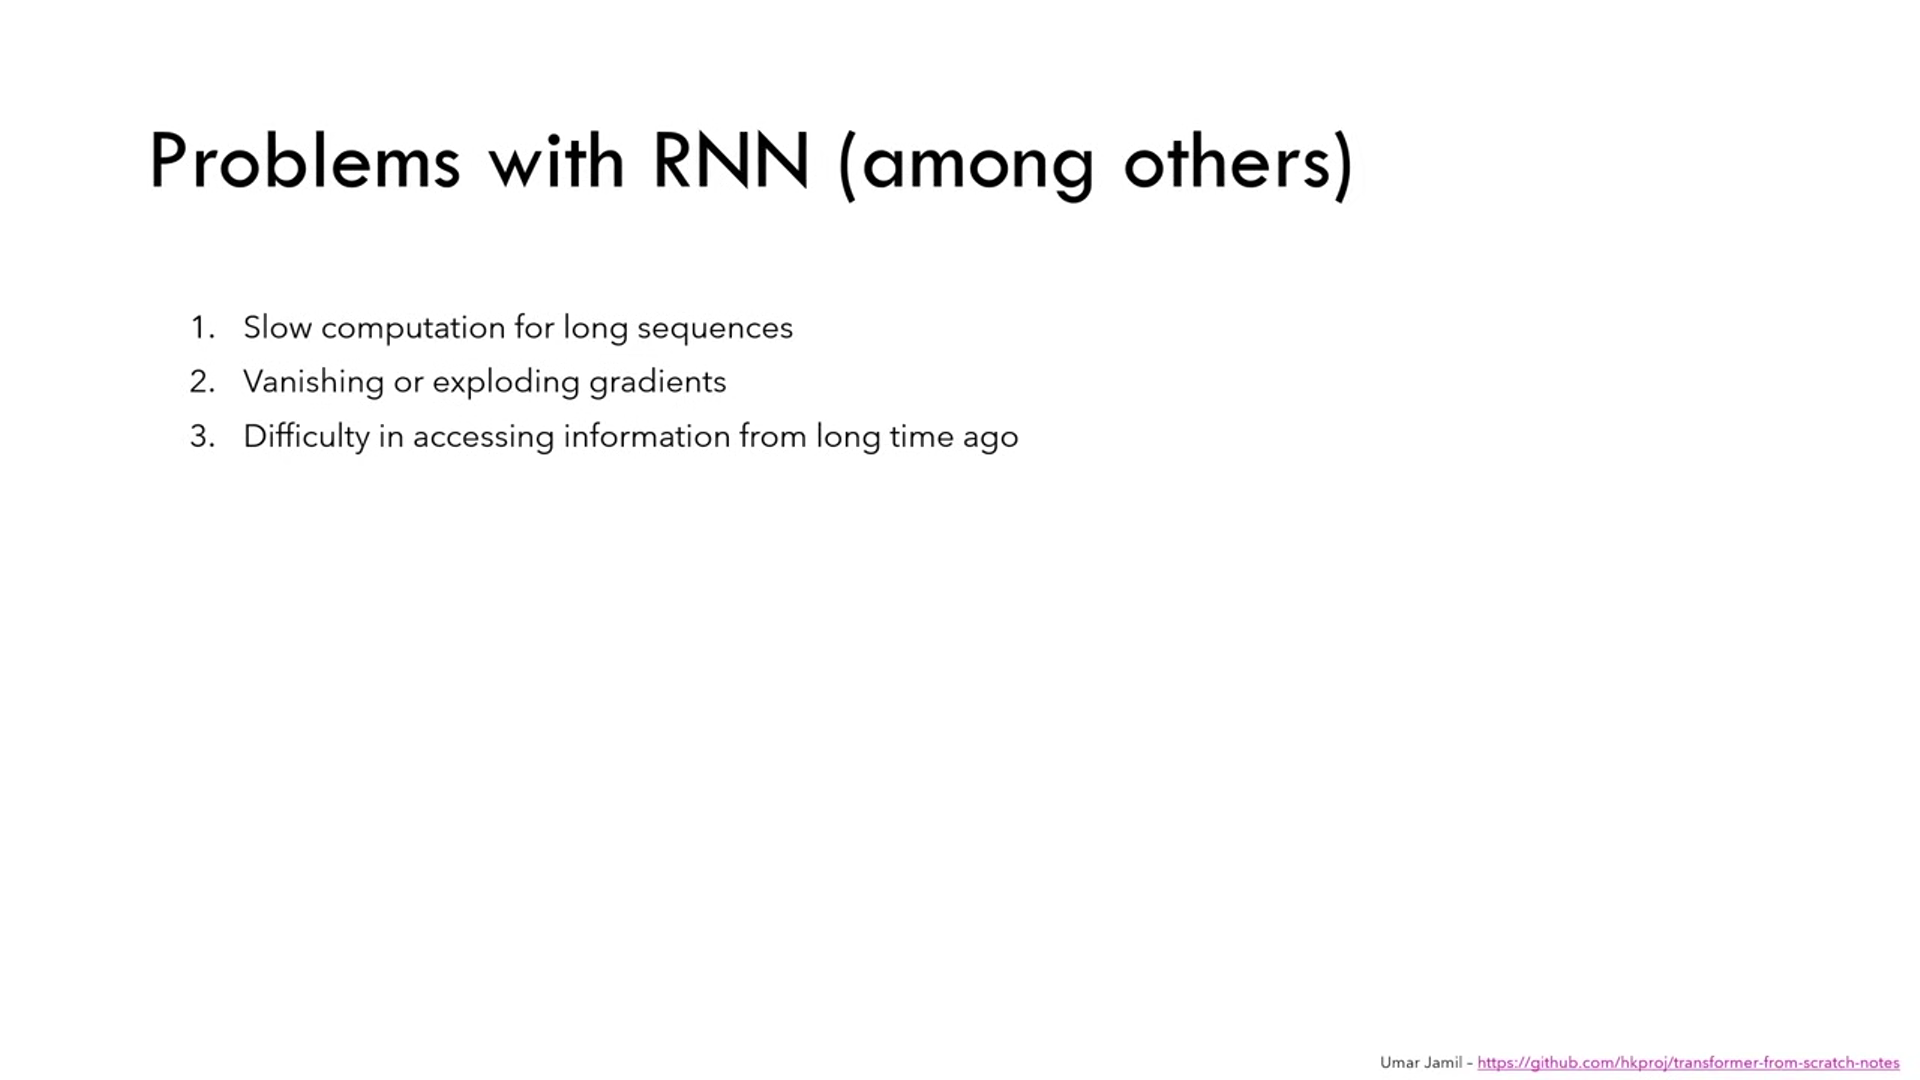 Problems with RNN (among others)
1. Slow computation for long sequences
2. Vanishing or exploding gradients
3. Difficulty in accessing information from long time ago
Umar Jamil – https://github.com/hkproj/transformer-from-scratch-notes